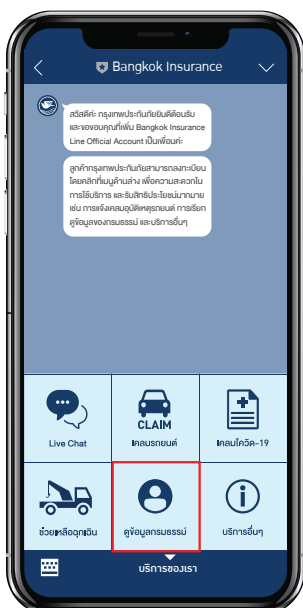 Bangkok Insurance
สวัสดีค่ะ กรุงเทพประกันภัยยินดีต้อนรับ
และขอขอบคุณที่เพิ่ม Bangkok Insurance
Line Official Account เป็นเพื่อนค่ะ
ลูกค้ากรุงเทพประกันภัยสามารถลงทะเบียน
โดยคลิกที่เมนูด้านล่าง เพื่อความสะดวกใน
การใช้บริการ และรับสิทธิประโยชน์มากมาย
เช่น การแจ้งเคลมอุบัติเหตุรถยนต์ การเรียก
ดูข้อมูลของกรมธรรม์ และบริการอื่นๆ
Live Chat
CLAIM
เคลมรถยนต์
เคลมโควิด-19
ช่วยเหลือฉุกเฉิน
ดูข้อมูลกรมธรรม์
บริการอื่นๆ
บริการของเรา